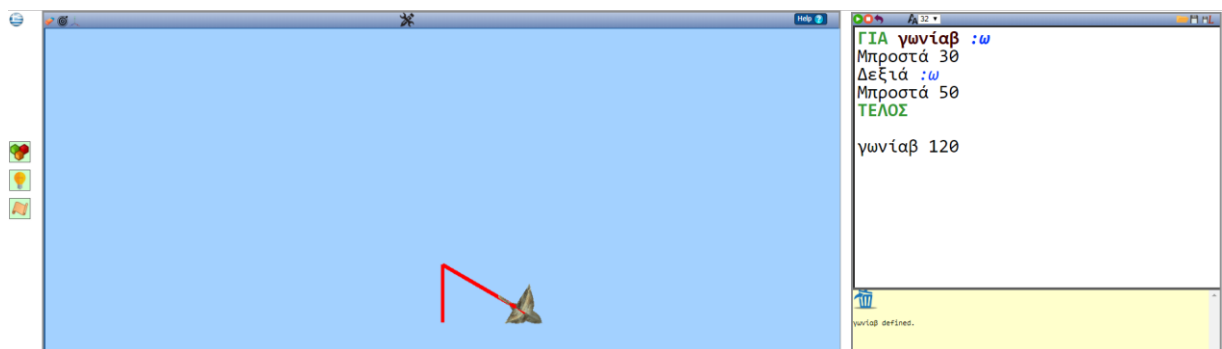 Help ?
32
ΓΙΑ γωνίαβ :ω
Μπροστά 30
Δεξιά :ω
Μπροστά 50
ΤΕΛΟΣ
γωνίαβ 120
γωνίαβ defined.